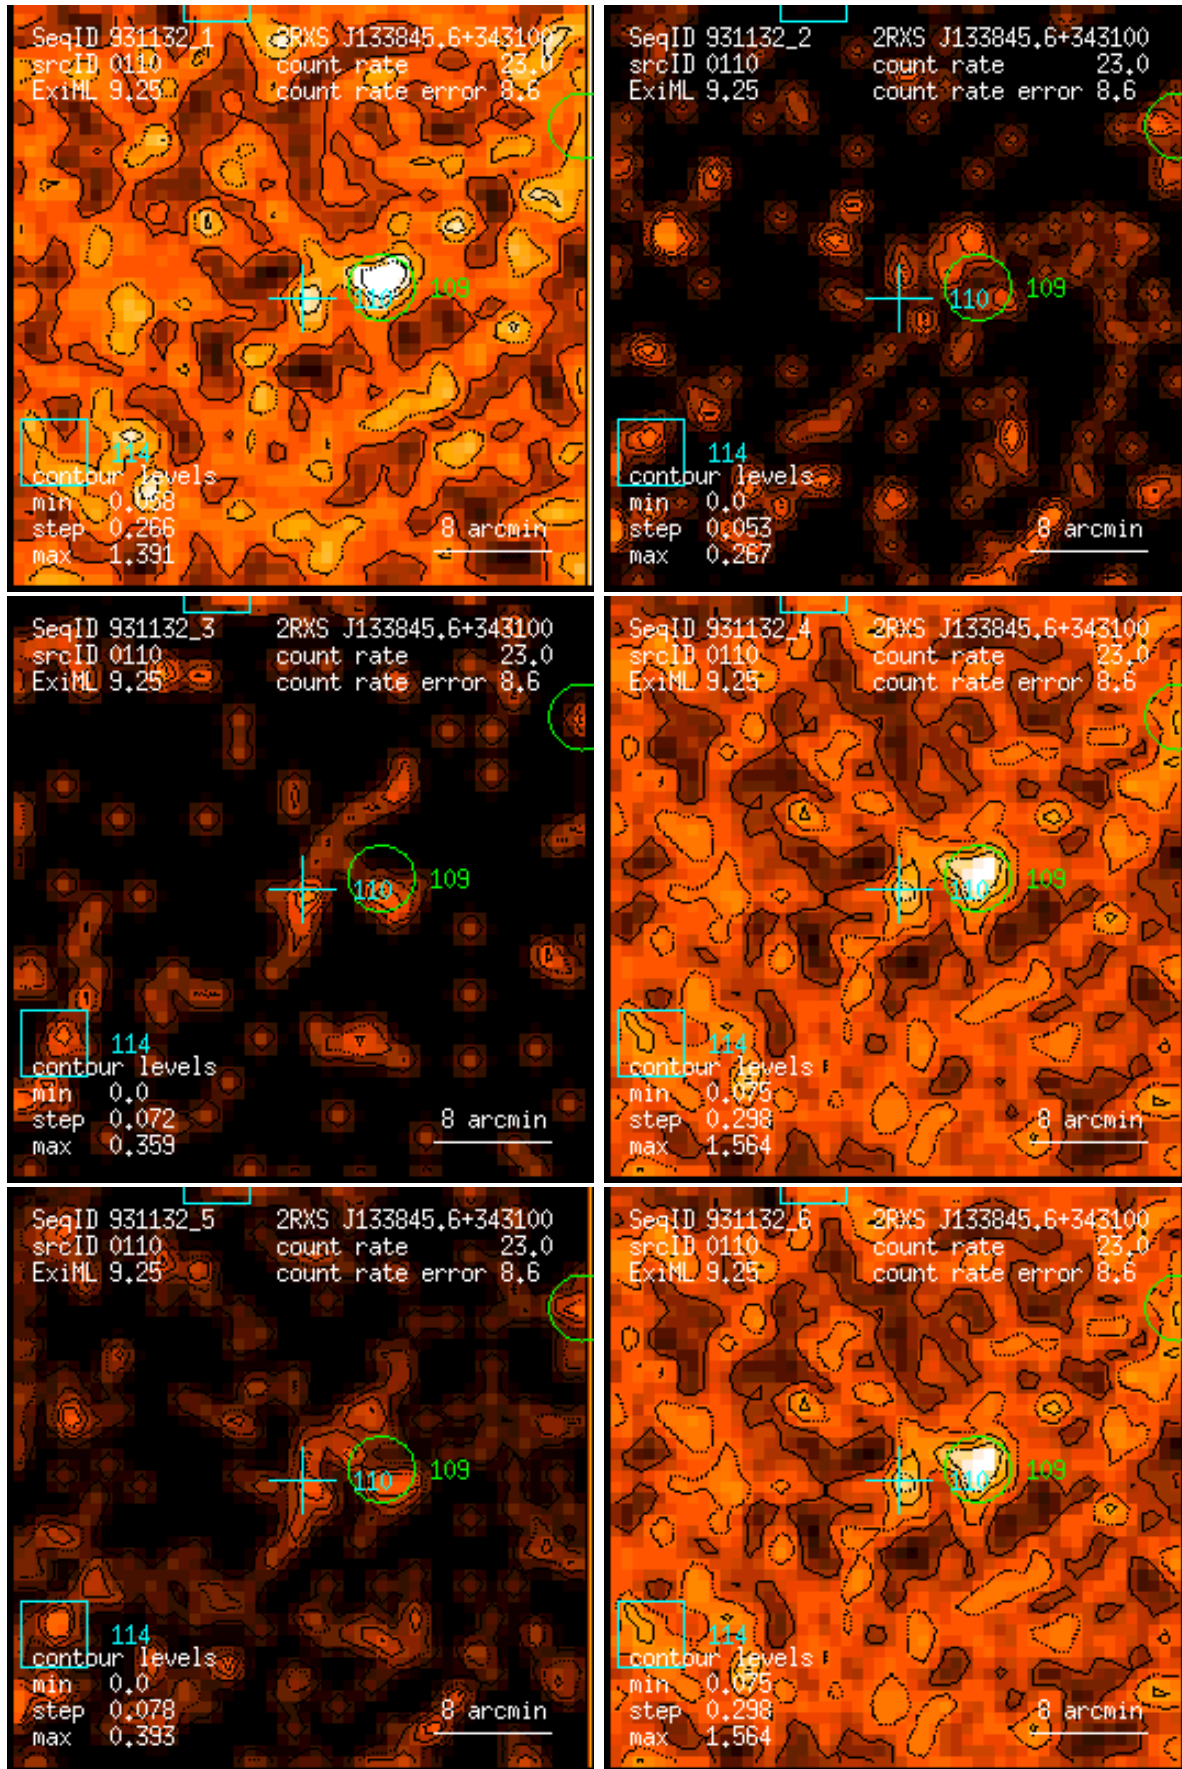 SeqID 931132_1 2RXS J133845.6+343100
srcID 0110 count rate 23.0
ExiML 9.25 count rate error 8.6
109
110
114
contour levels
min 0.058
step 0.266
max 1.391
8 arcmin
SeqID 931132_2 2RXS J133845.6+343100
srcID 0110 count rate 23.0
ExiML 9.25 count rate error 8.6
109
110
114
contour levels
min 0.0
step 0.053
max 0.267
8 arcmin
SeqID 931132_3 2RXS J133845.6+343100
srcID 0110 count rate 23.0
ExiML 9.25 count rate error 8.6
109
110
114
contour levels
min 0.0
step 0.072
max 0.359
8 arcmin
SeqID 931132_4 2RXS J133845.6+343100
srcID 0110 count rate 23.0
ExiML 9.25 count rate error 8.6
109
110
114
contour levels
min 0.075
step 0.298
max 1.564
8 arcmin
SeqID 931132_5 2RXS J133845.6+343100
srcID 0110 count rate 23.0
ExiML 9.25 count rate error 8.6
109
110
114
contour levels
min 0.0
step 0.078
max 0.393
8 arcmin
SeqID 931132_6 2RXS J133845.6+343100
srcID 0110 count rate 23.0
ExiML 9.25 count rate error 8.6
109
110
114
contour levels
min 0.075
step 0.298
max 1.564
8 arcmin